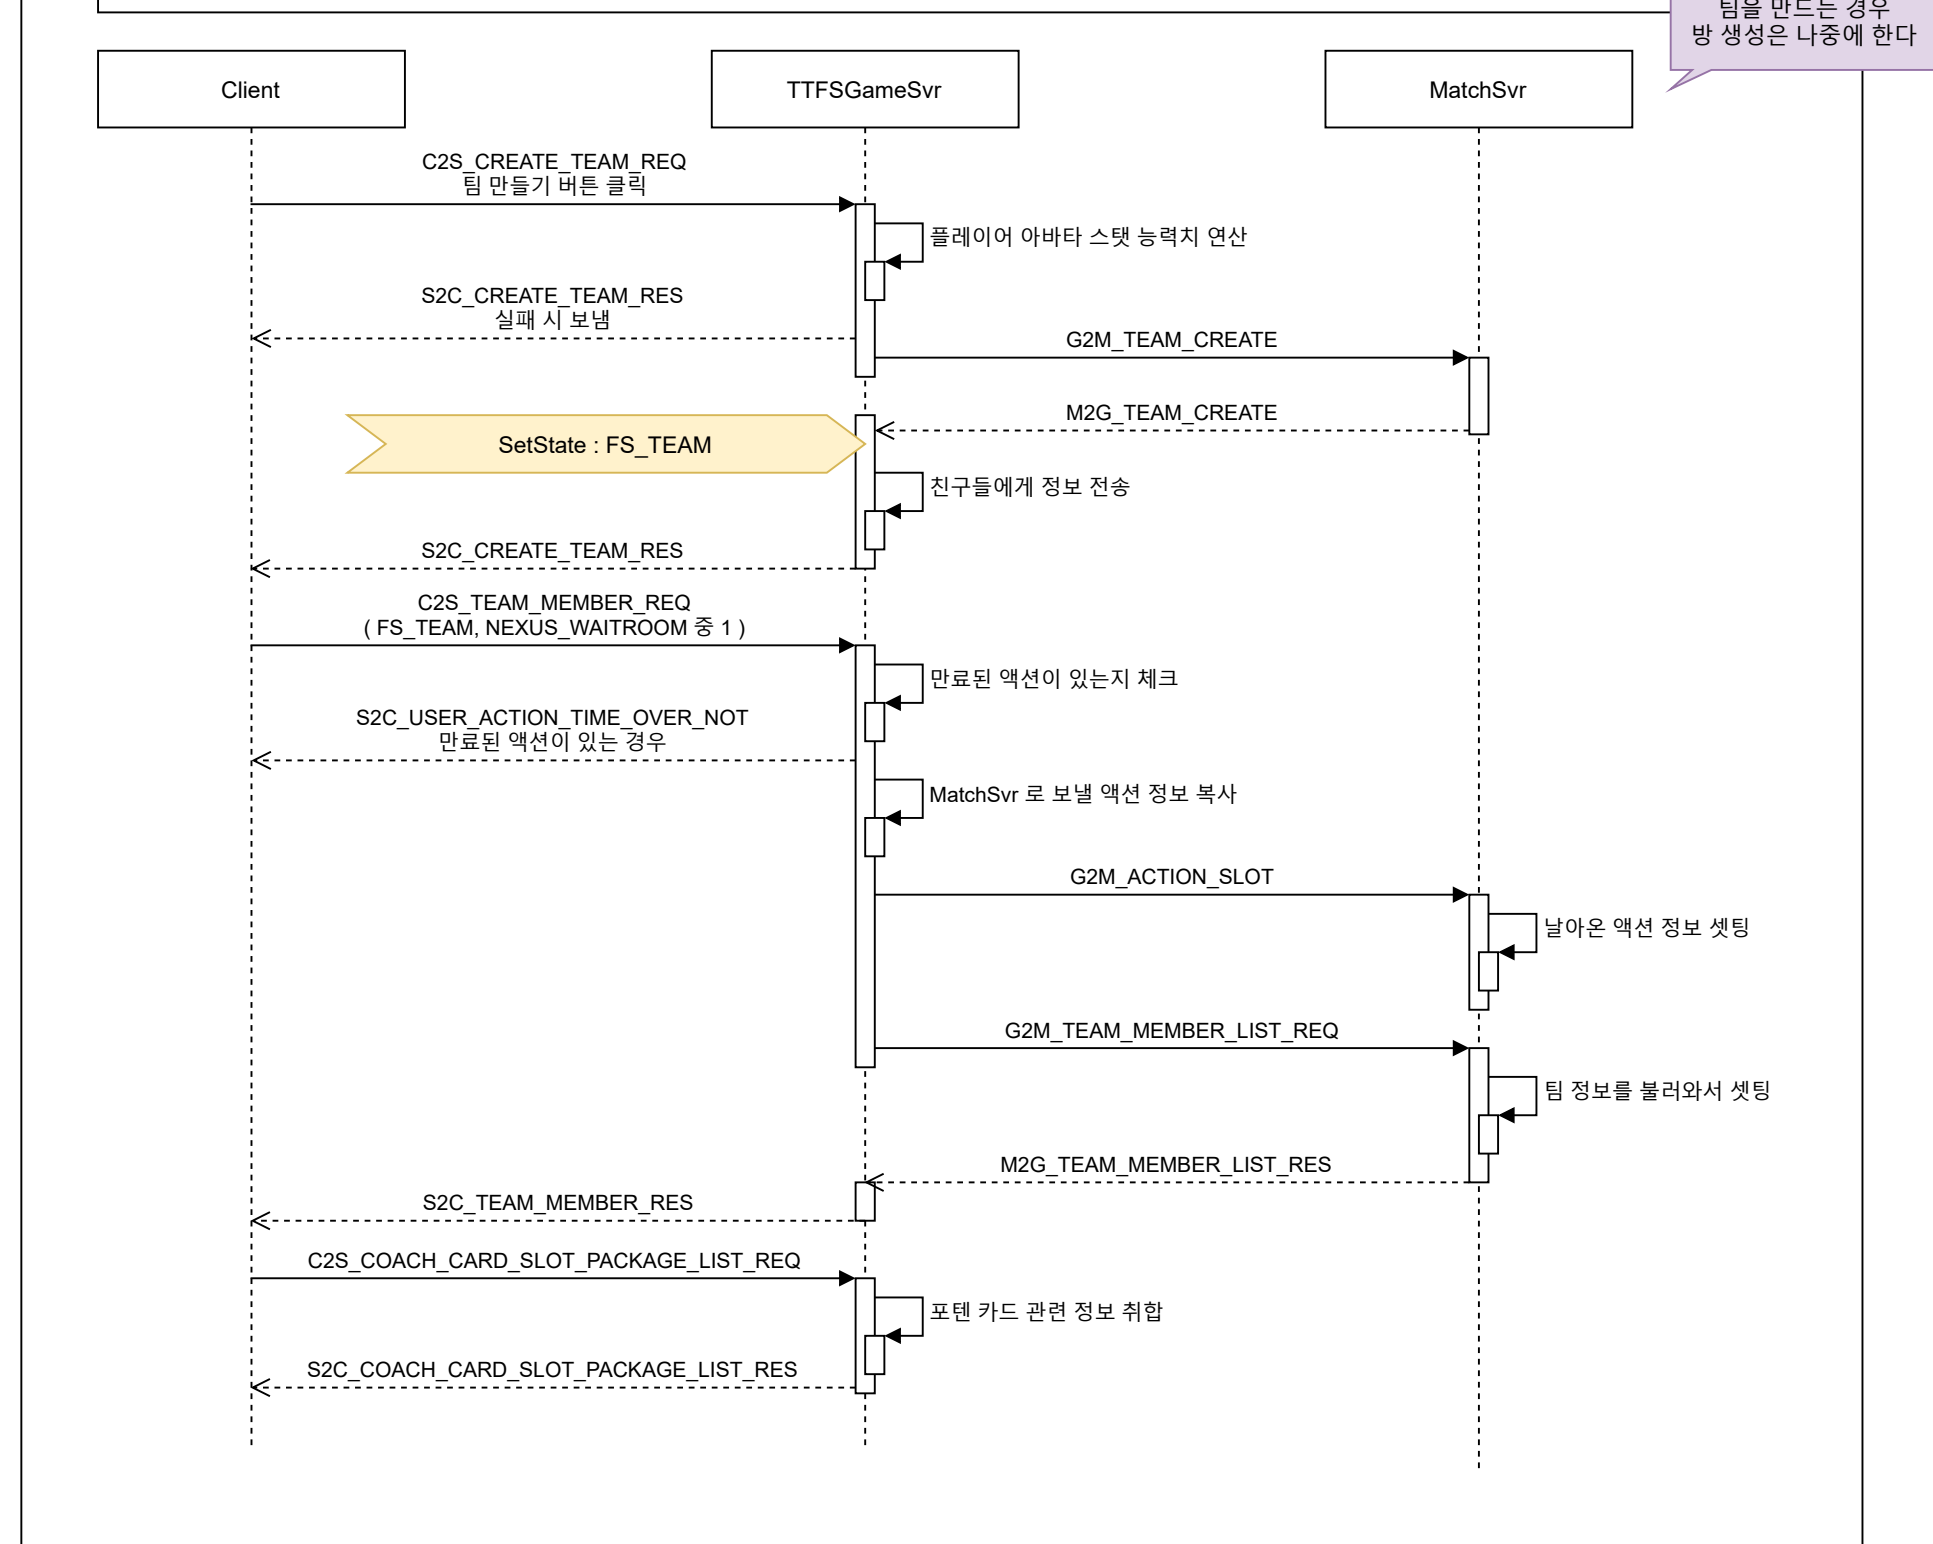 팀을 만드는 경우
방 생성은 나중에 한다
Client
TTFSGameSvr
MatchSvr
C2S_CREATE_TEAM_REQ
팀 만들기 버튼 클릭
플레이어 아바타 스탯 능력치 연산
S2C_CREATE_TEAM_RES
실패 시 보냄
G2M_TEAM_CREATE
M2G_TEAM_CREATE
SetState : FS_TEAM
친구들에게 정보 전송
S2C_CREATE_TEAM_RES
C2S_TEAM_MEMBER_REQ
( FS_TEAM, NEXUS_WAITROOM 중 1 )
만료된 액션이 있는지 체크
S2C_USER_ACTION_TIME_OVER_NOT
만료된 액션이 있는 경우
MatchSvr 로 보낼 액션 정보 복사
G2M_ACTION_SLOT
날아온 액션 정보 셋팅
G2M_TEAM_MEMBER_LIST_REQ
팀 정보를 불러와서 셋팅
M2G_TEAM_MEMBER_LIST_RES
S2C_TEAM_MEMBER_RES
C2S_COACH_CARD_SLOT_PACKAGE_LIST_REQ
포텐 카드 관련 정보 취합
S2C_COACH_CARD_SLOT_PACKAGE_LIST_RES